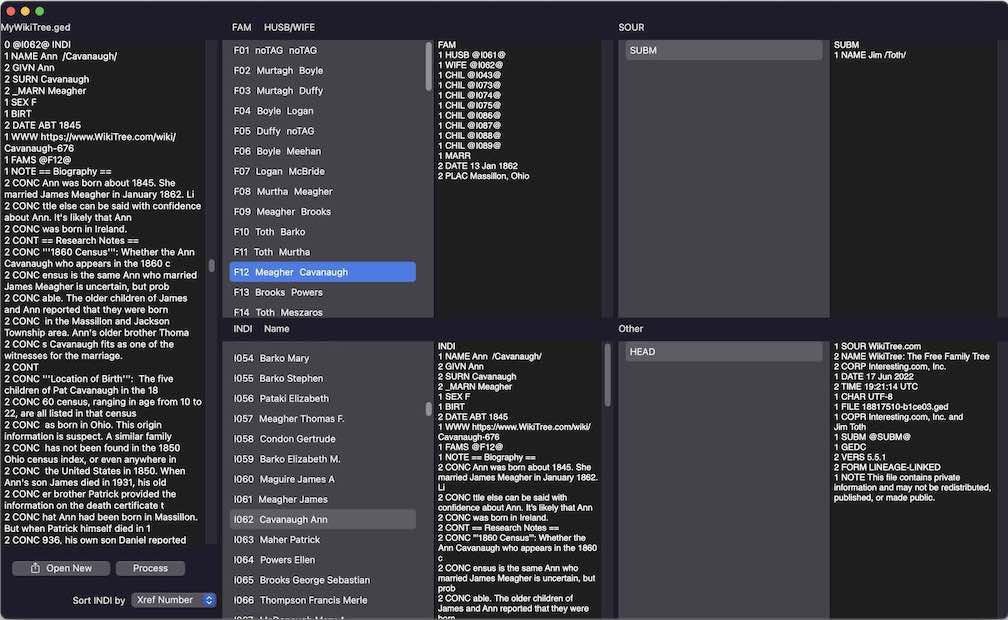 MyWikiTree.ged
0 @I062@ INDI
1 NAME Ann  /Cavanaugh/
2 GIVN Ann
2 SURN Cavanaugh
2 _MARN Meagher
1 SEX F
1 BIRT
2 DATE ABT 1845
1 WWW https://www.WikiTree.com/wiki/
Cavanaugh-676
1 FAMS @F12@
1 NOTE == Biography ==
2 CONC Ann was born about 1845. She
married James Meagher in January 1862. Li
2 CONC ttle else can be said with confidence
about Ann. It's likely that Ann
2 CONC was born in Ireland.
2 CONT == Research Notes ==
2 CONC '''1860 Census''': Whether the Ann
Cavanaugh who appears in the 1860 c
2 CONC ensus is the same Ann who married
James Meagher is uncertain, but prob
2 CONC able. The older children of James
and Ann reported that they were born
2 CONC  in the Massillon and Jackson
Township area. Ann's older brother Thoma
2 CONC s Cavanaugh fits as one of the
witnesses for the marriage.
2 CONT
2 CONC '''Location of Birth''':  The five
children of Pat Cavanaugh in the 18
2 CONC 60 census, ranging in age from 10 to
22, are all listed in that census
2 CONC  as born in Ohio. This origin
information is suspect. A similar family
2 CONC  has not been found in the 1850
Ohio census index, or even anywhere in
2 CONC  the United States in 1850. When
Ann's son James died in 1931, his old
2 CONC er brother Patrick provided the
information on the death certificate t
2 CONC hat Ann had been born in Massillon.
But when Patrick himself died in 1
2 CONC 936, his own son Daniel reported
Open New
Process
Sort INDI by
Xref Number
FAM HUSB/WIFE
F01 noTAG noTAG
F02 Murtagh Boyle
F03 Murtagh Duffy
F04 Boyle Logan
F05 Duffy noTAG
F06 Boyle Meehan
F07 Logan McBride
F08 Murtha Meagher
F09 Meagher Brooks
F10 Toth Barko
F11 Toth Murtha
F12 Meagher Cavanaugh
F13 Brooks Powers
F14 Toth Meszaros
FAM
1 HUSB @I061@
1 WIFE @I062@
1 CHIL @I043@
1 CHIL @I073@
1 CHIL @I074@
1 CHIL @I075@
1 CHIL @I086@
1 CHIL @I087@
1 CHIL @I088@
1 CHIL @I089@
1 MARR
2 DATE 13 Jan 1862
2 PLAC Massillon, Ohio
SOUR
SUBM
SUBM
1 NAME Jim /Toth/
INDI Name
I054 Barko Mary
I055 Barko Stephen
I056 Pataki Elizabeth
I057 Meagher Thomas F.
I058 Condon Gertrude
I059 Barko Elizabeth M.
I060 Maguire James A
I061 Meagher James
I062 Cavanaugh Ann
I063 Maher Patrick
I064 Powers Ellen
I065 Brooks George Sebastian
I066 Thompson Francis Merle
INDI
1 NAME Ann  /Cavanaugh/
2 GIVN Ann
2 SURN Cavanaugh
2 _MARN Meagher
1 SEX F
1 BIRT
2 DATE ABT 1845
1 WWW https://www.WikiTree.com/wiki/
Cavanaugh-676
1 FAMS @F12@
1 NOTE == Biography ==
2 CONC Ann was born about 1845. She
married James Meagher in January 1862.
Li
2 CONC ttle else can be said with
confidence about Ann. It's likely that Ann
2 CONC was born in Ireland.
2 CONT == Research Notes ==
2 CONC '''1860 Census''': Whether the
Ann Cavanaugh who appears in the 1860
c
2 CONC ensus is the same Ann who
married James Meagher is uncertain, but
prob
2 CONC able. The older children of
James and Ann reported that they were
born
Other
HEAD
1 SOUR WikiTree.com
2 NAME WikiTree: The Free Family Tree
2 CORP Interesting.com, Inc.
1 DATE 17 Jun 2022
2 TIME 19:21:14 UTC
1 CHAR UTF-8
1 FILE 18817510-b1ce03.ged
1 COPR Interesting.com, Inc. and
Jim Toth
1 SUBM @SUBM@
1 GEDC
2 VERS 5.5.1
2 FORM LINEAGE-LINKED
1 NOTE This file contains private
information and may not be redistributed,
published, or made public.